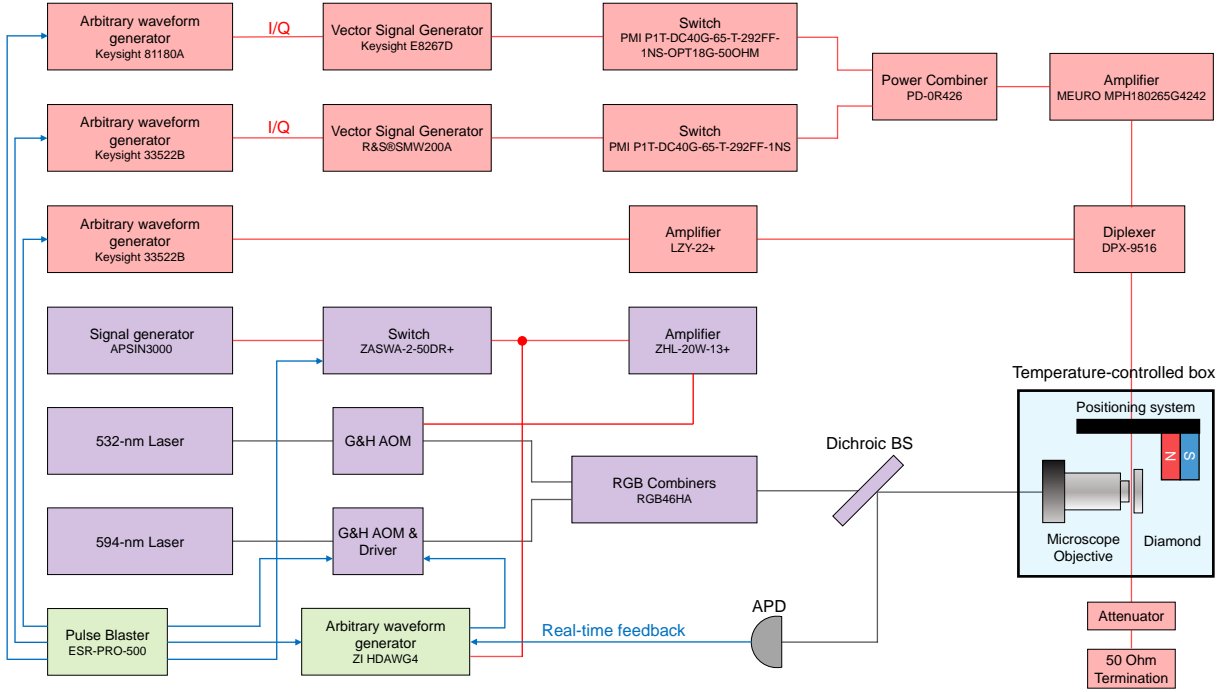 Arbitrary waveform
generator
Keysight 81180A
I/Q
Vector Signal Generator
Keysight E8267D
Switch
PMI P1T-DC40G-65-T-292FF-
1NS-OPT18G-50OHM
Power Combiner
PD-0R426
Amplifier
MEURO MPH180265G4242
Arbitrary waveform
generator
Keysight 33522B
I/Q
Vector Signal Generator
R&S®SMW200A
Switch
PMI P1T-DC40G-65-T-292FF-1NS
Arbitrary waveform
generator
Keysight 33522B
Amplifier
LZY-22+
Diplexer
DPX-9516
Signal generator
APSIN3000
Switch
ZASWA-2-50DR+
Amplifier
ZHL-20W-13+
Temperature-controlled box
Positioning system
N
S
Microscope
Objective
Diamond
532-nm Laser
G&H AOM
Dichroic BS
RGB Combiners
RGB46HA
594-nm Laser
G&H AOM &
Driver
Pulse Blaster
ESR-PRO-500
Arbitrary waveform
generator
ZI HDAWG4
Real-time feedback
APD
Attenuator
50 Ohm
Termination